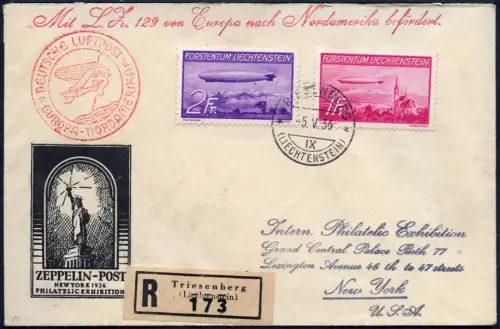 Mit L.Z. 129 von Europa nach Nordamerika befördert.
DEUTSCHE LUFTPOST
EUROPA-NORDAMERIKA
FÜRSTENTUM LIECHTENSTEIN
2 Fr.
FÜRSTENTUM LIECHTENSTEIN
1 Fr.
TRIESENBERG
-5.V.36
IX
(LIECHTENSTEIN)
ZEPPELIN-POST
NEW YORK 1936
PHILATELIC EXHIBITION
R
Triesenberg
(Liechtenstein)
173
Intern. Philatelic Exhibition
Grand Central Palace Booth 77
Lexington Avenue 46 th to 47 streets
New York
U.S.A.